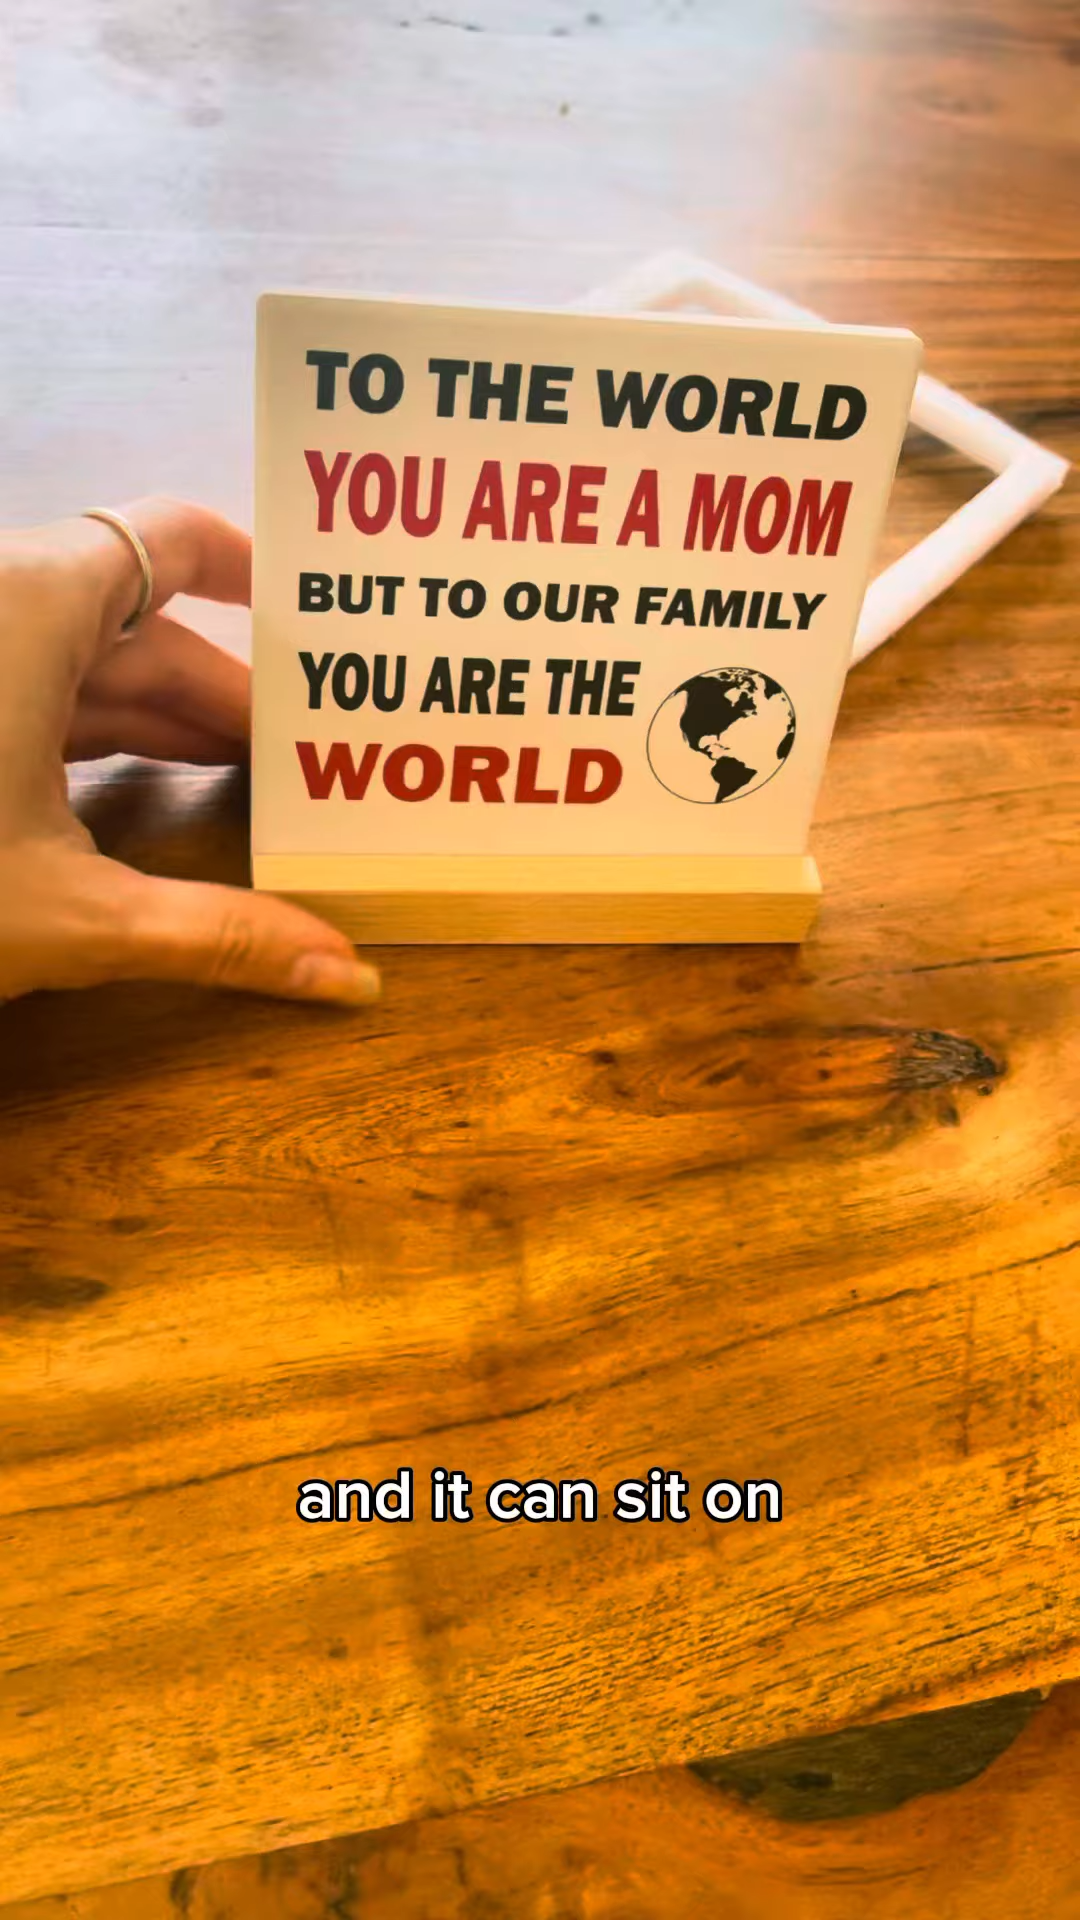 TO THE WORLD
YOU ARE A MOM
BUT TO OUR FAMILY
YOU ARE THE
WORLD
and it can sit on